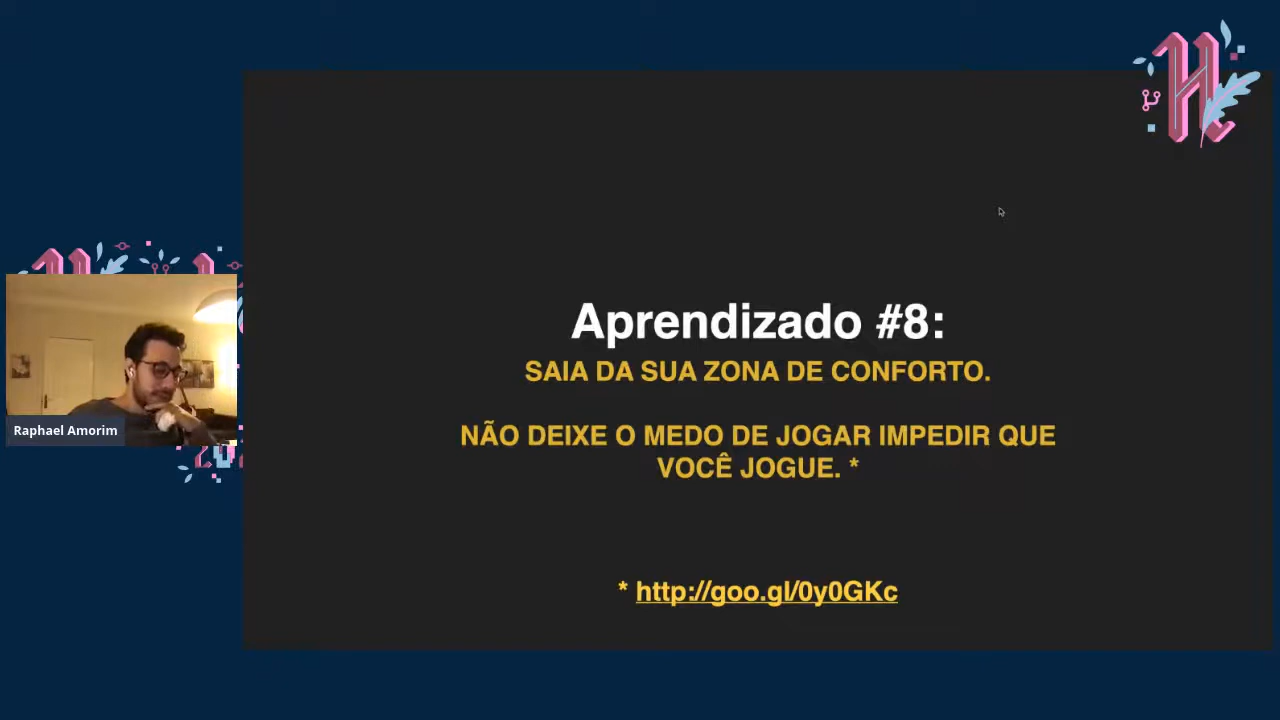 Aprendizado #8:
SAIA DA SUA ZONA DE CONFORTO.
NÃO DEIXE O MEDO DE JOGAR IMPEDIR QUE
VOCÊ JOGUE. *
* http://goo.gl/0y0GKc
Raphael Amorim